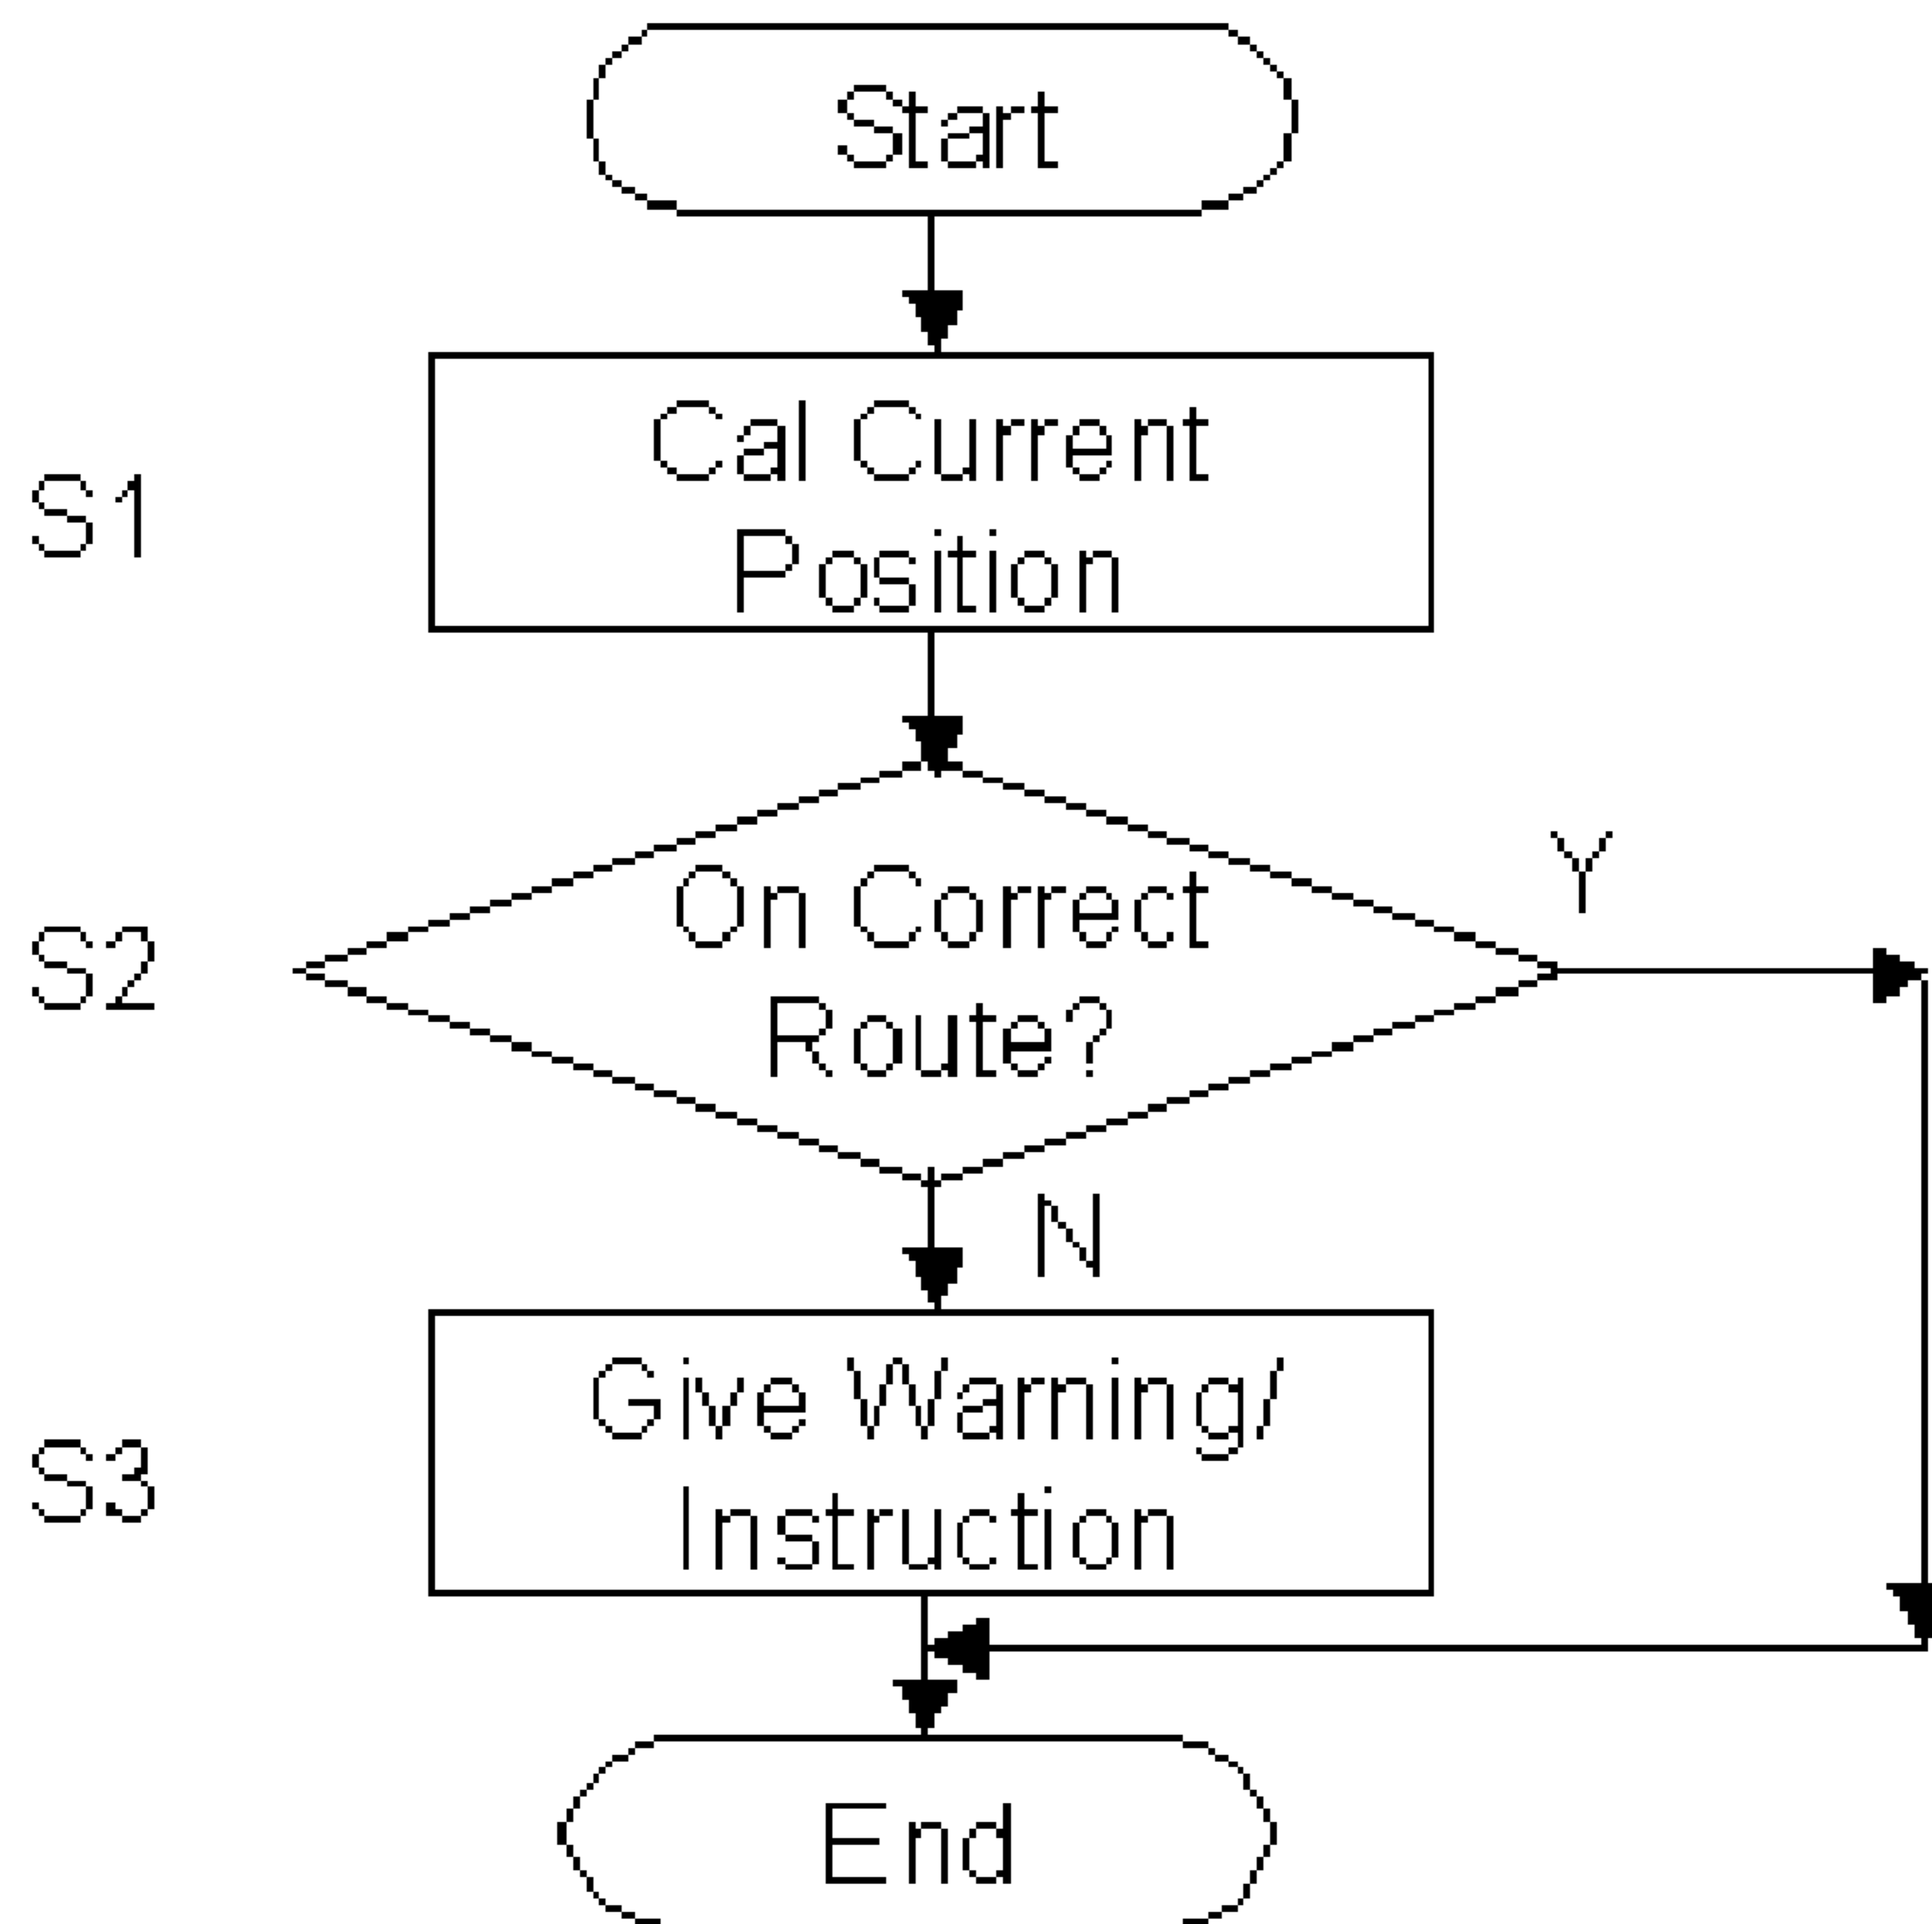 Start
S1
Cal Current
Position
S2
On Correct
Route?
Y
N
S3
Give Warning/
Instruction
End